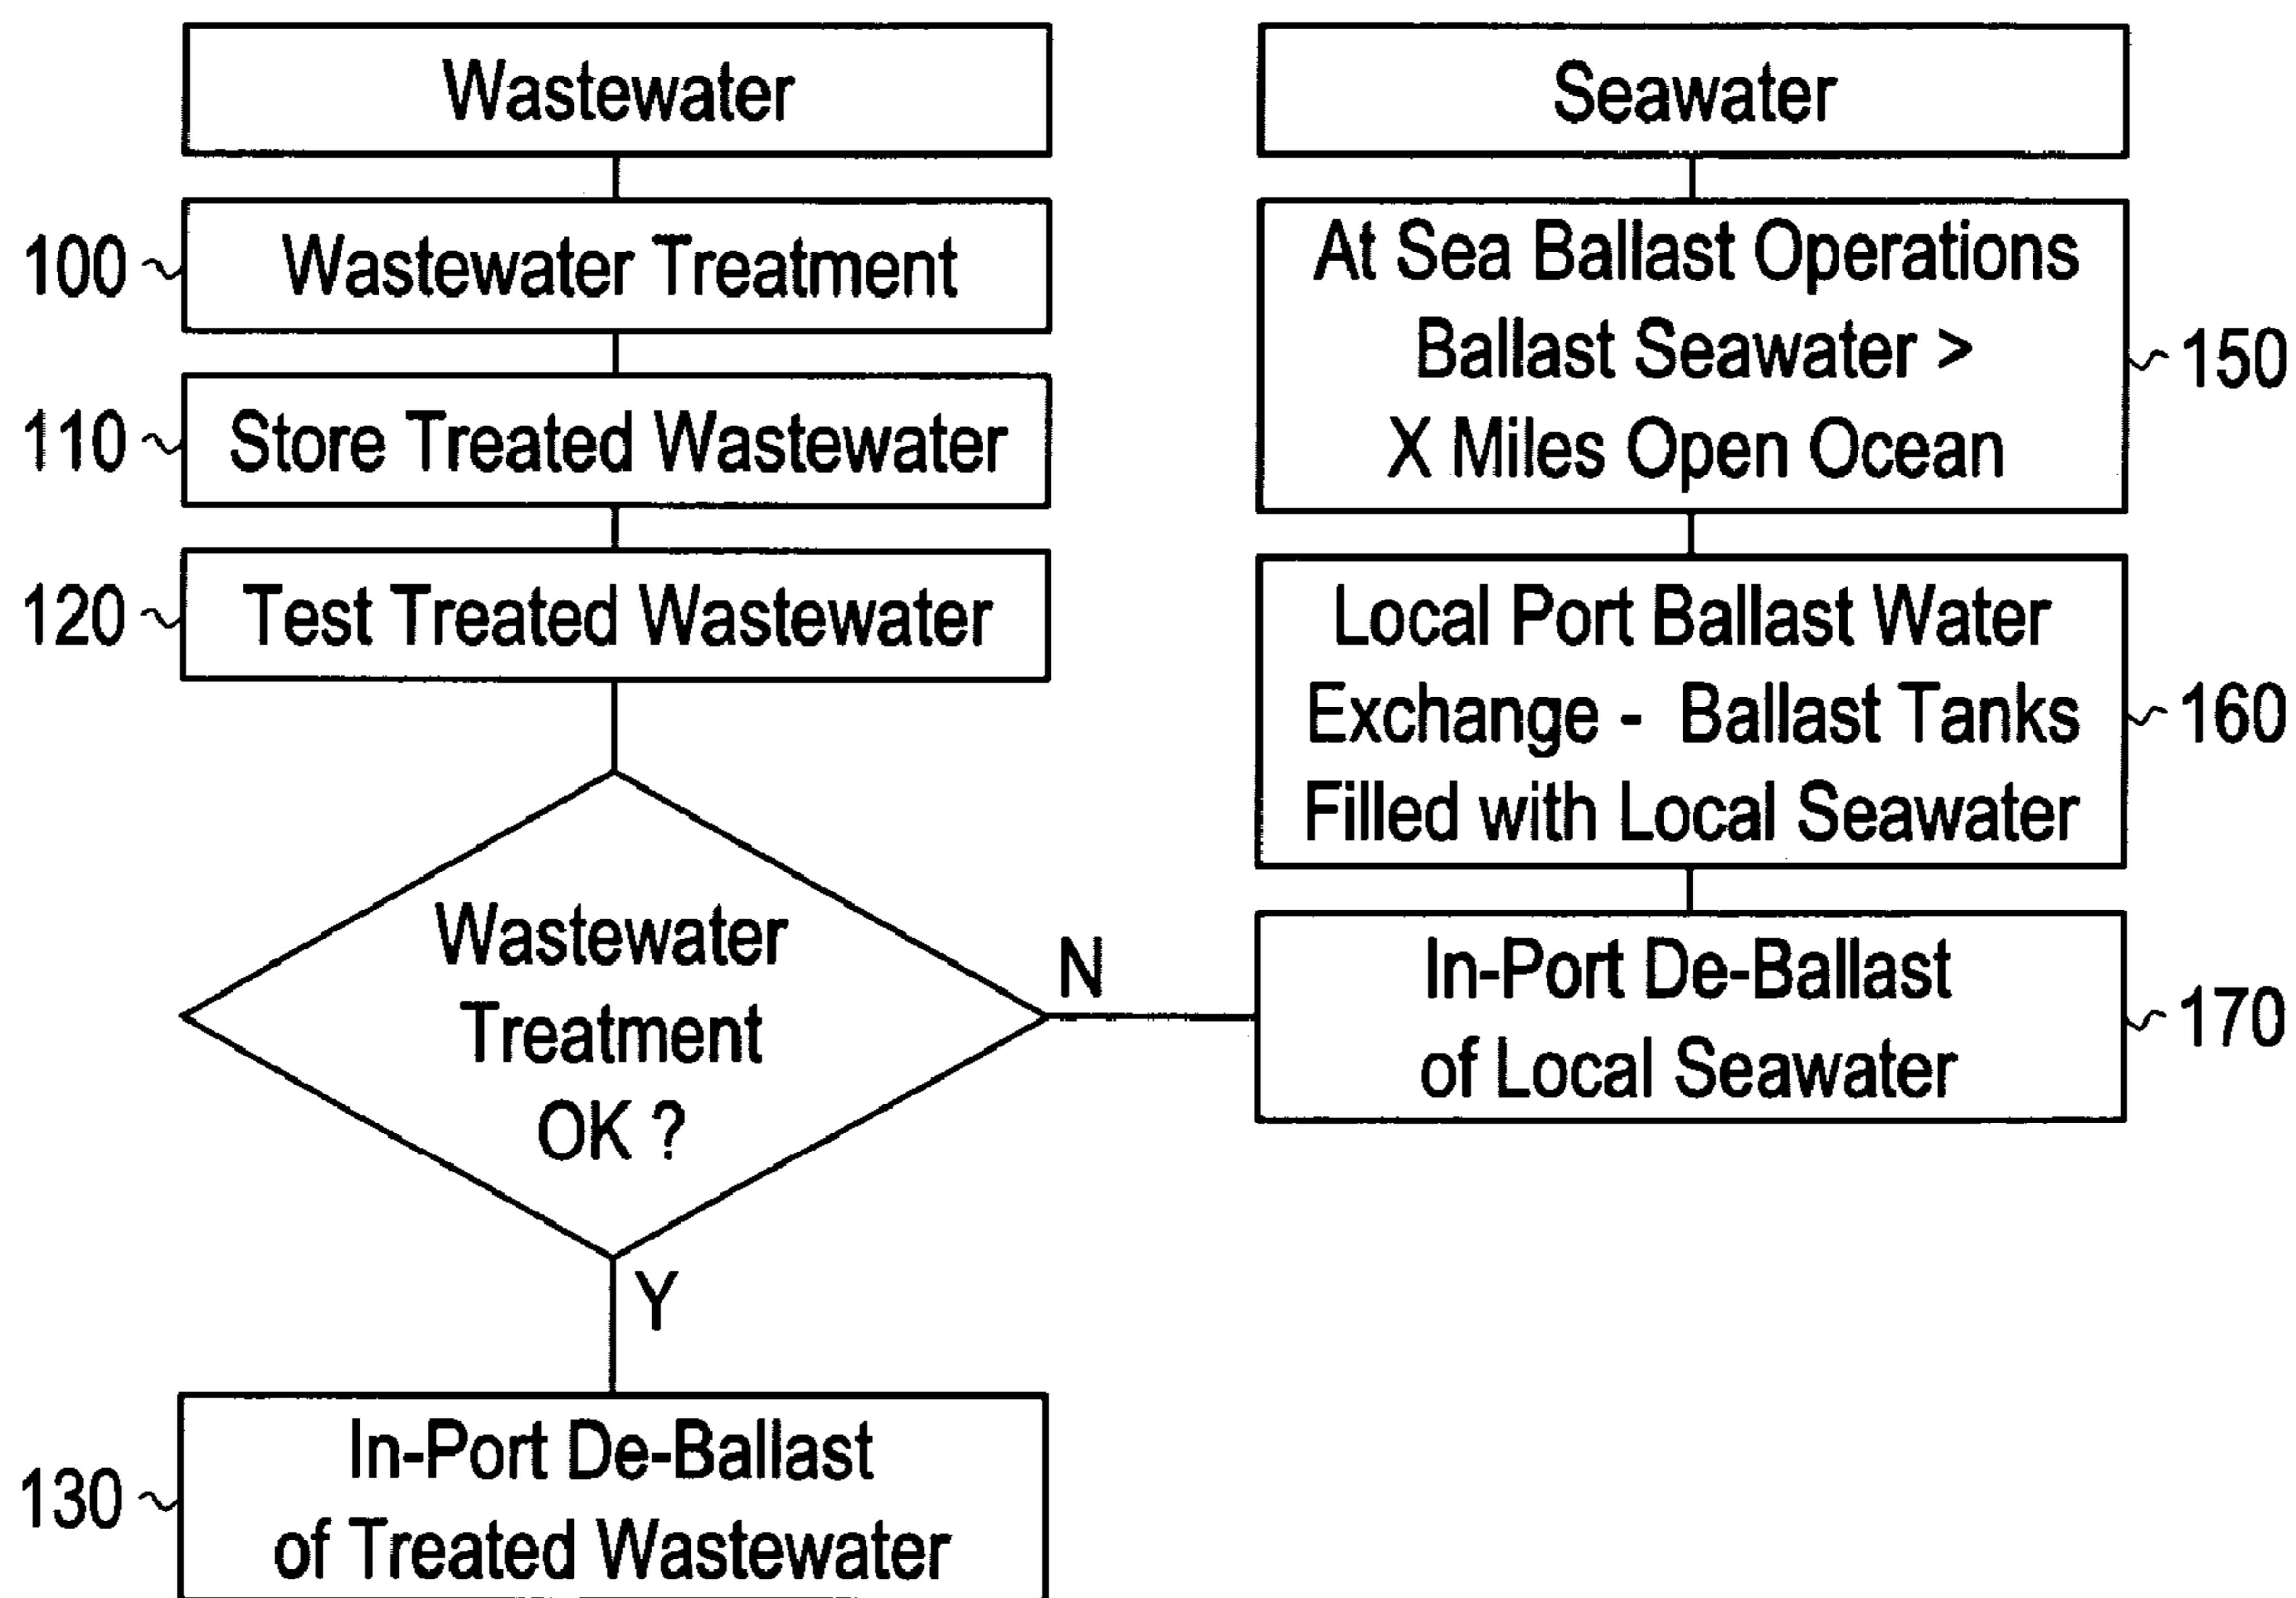 Wastewater
100
Wastewater Treatment
110
Store Treated Wastewater
120
Test Treated Wastewater
Wastewater
Treatment
OK ?
N
Y
130
In-Port De-Ballast
of Treated Wastewater
Seawater
At Sea Ballast Operations
Ballast Seawater >
X Miles Open Ocean
150
Local Port Ballast Water
Exchange - Ballast Tanks
Filled with Local Seawater
160
In-Port De-Ballast
of Local Seawater
170